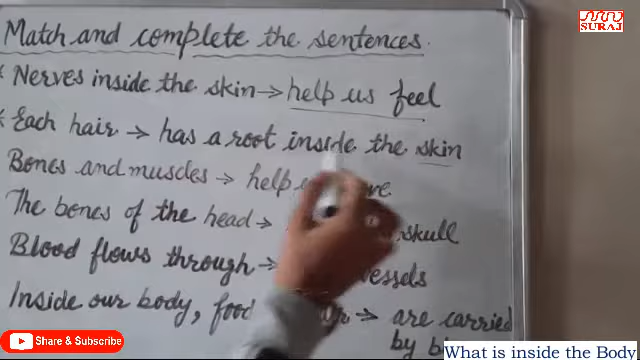 SURAJ
Match and complete the sentences.
* Nerves inside the skin → help us feel
* Each hair → has a root inside the skin
Bones and muscles → help
The bones of the head → skull
Blood flows through →
Inside our body, food → are carried
by
Share & Subscribe
What is inside the Body